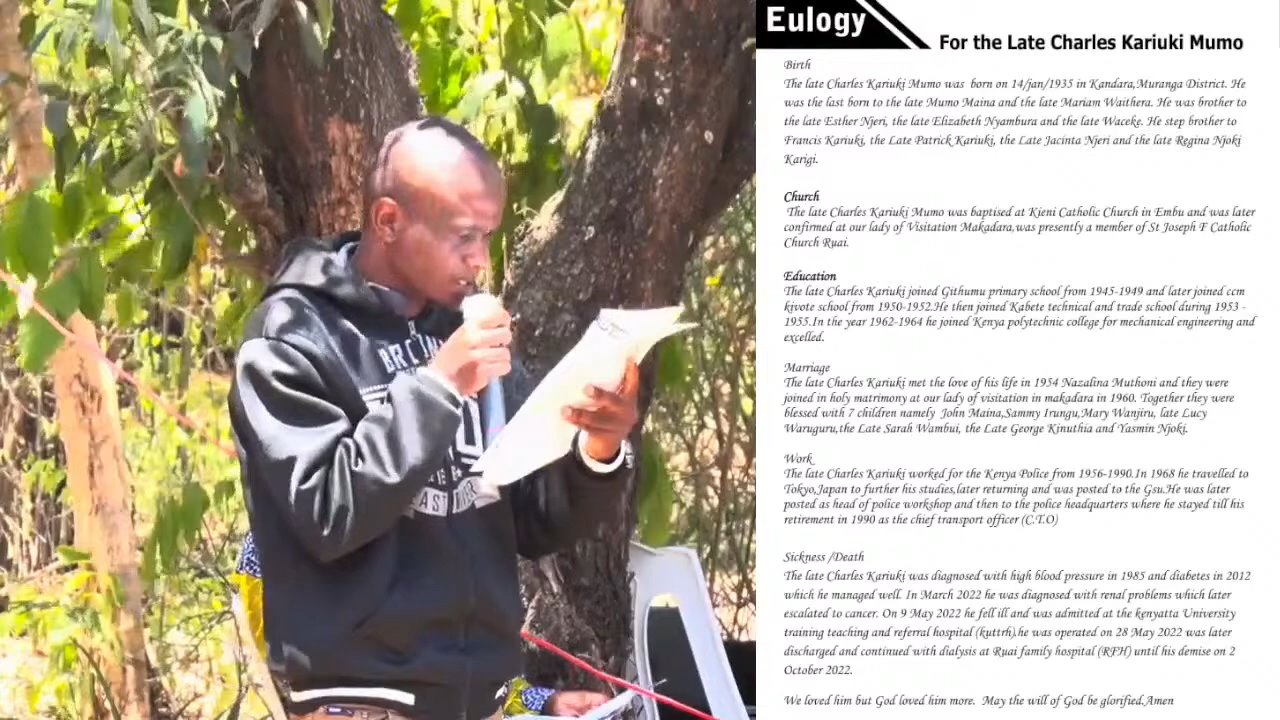 Eulogy
For the Late Charles Kariuki Mumo
Birth
The late Charles Kariuki Mumo was born on 14/jan/1935 in Kandara,Muranga District. He
was the last born to the late Mumo Maina and the late Mariam Waithera. He was brother to
the late Esther Njeri, the late Elizabeth Nyambura and the late Waceke. He step brother to
Francis Kariuki, the Late Patrick Kariuki, the Late Jacinta Njeri and the late Regina Njoki
Karigi.
Church
The late Charles Kariuki Mumo was baptised at Kieni Catholic Church in Embu and was later
confirmed at our lady of Visitation Makadara,was presently a member of St Joseph F Catholic
Church Ruai.
Education
The late Charles Kariuki joined Githumu primary school from 1945-1949 and later joined ccm
kivote school from 1950-1952.He then joined Kabete technical and trade school during 1953 -
1955.In the year 1962-1964 he joined Kenya polytechnic college for mechanical engineering and
excelled.
Marriage
The late Charles Kariuki met the love of his life in 1954 Nazalina Muthoni and they were
joined in holy matrimony at our lady of visitation in makadara in 1960. Together they were
blessed with 7 children namely John Maina,Sammy Irungu,Mary Wanjiru, late Lucy
Waruguru,the Late Sarah Wambui, the Late George Kinuthia and Yasmin Njoki.
Work
The late Charles Kariuki worked for the Kenya Police from 1956-1990.In 1968 he travelled to
Tokyo,Japan to further his studies,later returning and was posted to the Gsu.He was later
posted as head of police workshop and then to the police headquarters where he stayed till his
retirement in 1990 as the chief transport officer (C.T.O)
Sickness /Death
The late Charles Kariuki was diagnosed with high blood pressure in 1985 and diabetes in 2012
which he managed well. In March 2022 he was diagnosed with renal problems which later
escalated to cancer. On 9 May 2022 he fell ill and was admitted at the kenyatta University
training teaching and referral hospital (kuttrh).he was operated on 28 May 2022 was later
discharged and continued with dialysis at Ruai family hospital (RFH) until his demise on 2
October 2022.
We loved him but God loved him more. May the will of God be glorified.Amen